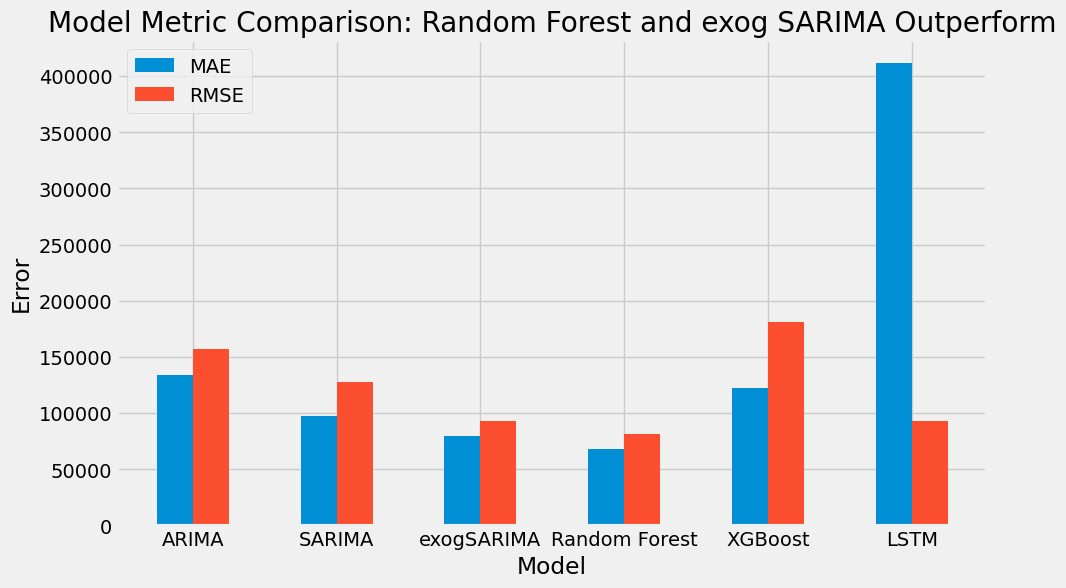 Model Metric Comparison: Random Forest and exog SARIMA Outperform
MAE
RMSE
400000
350000
300000
250000
200000
150000
100000
50000
0
Error
ARIMA
SARIMA
exogSARIMA
Random Forest
XGBoost
LSTM
Model